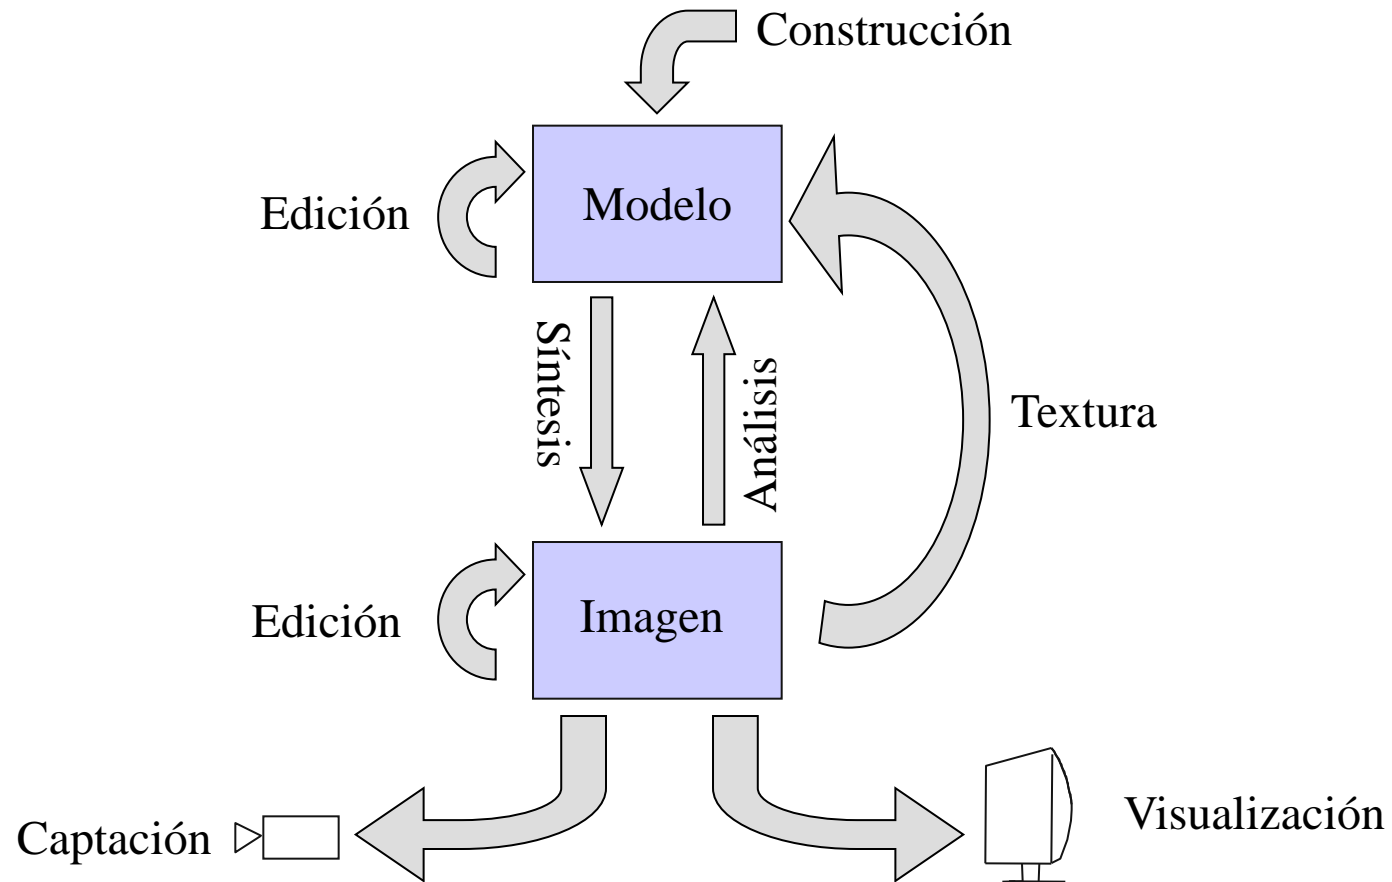 Construcción
Modelo
Edición
Síntesis
Análisis
Textura
Edición
Imagen
Captación
Visualización